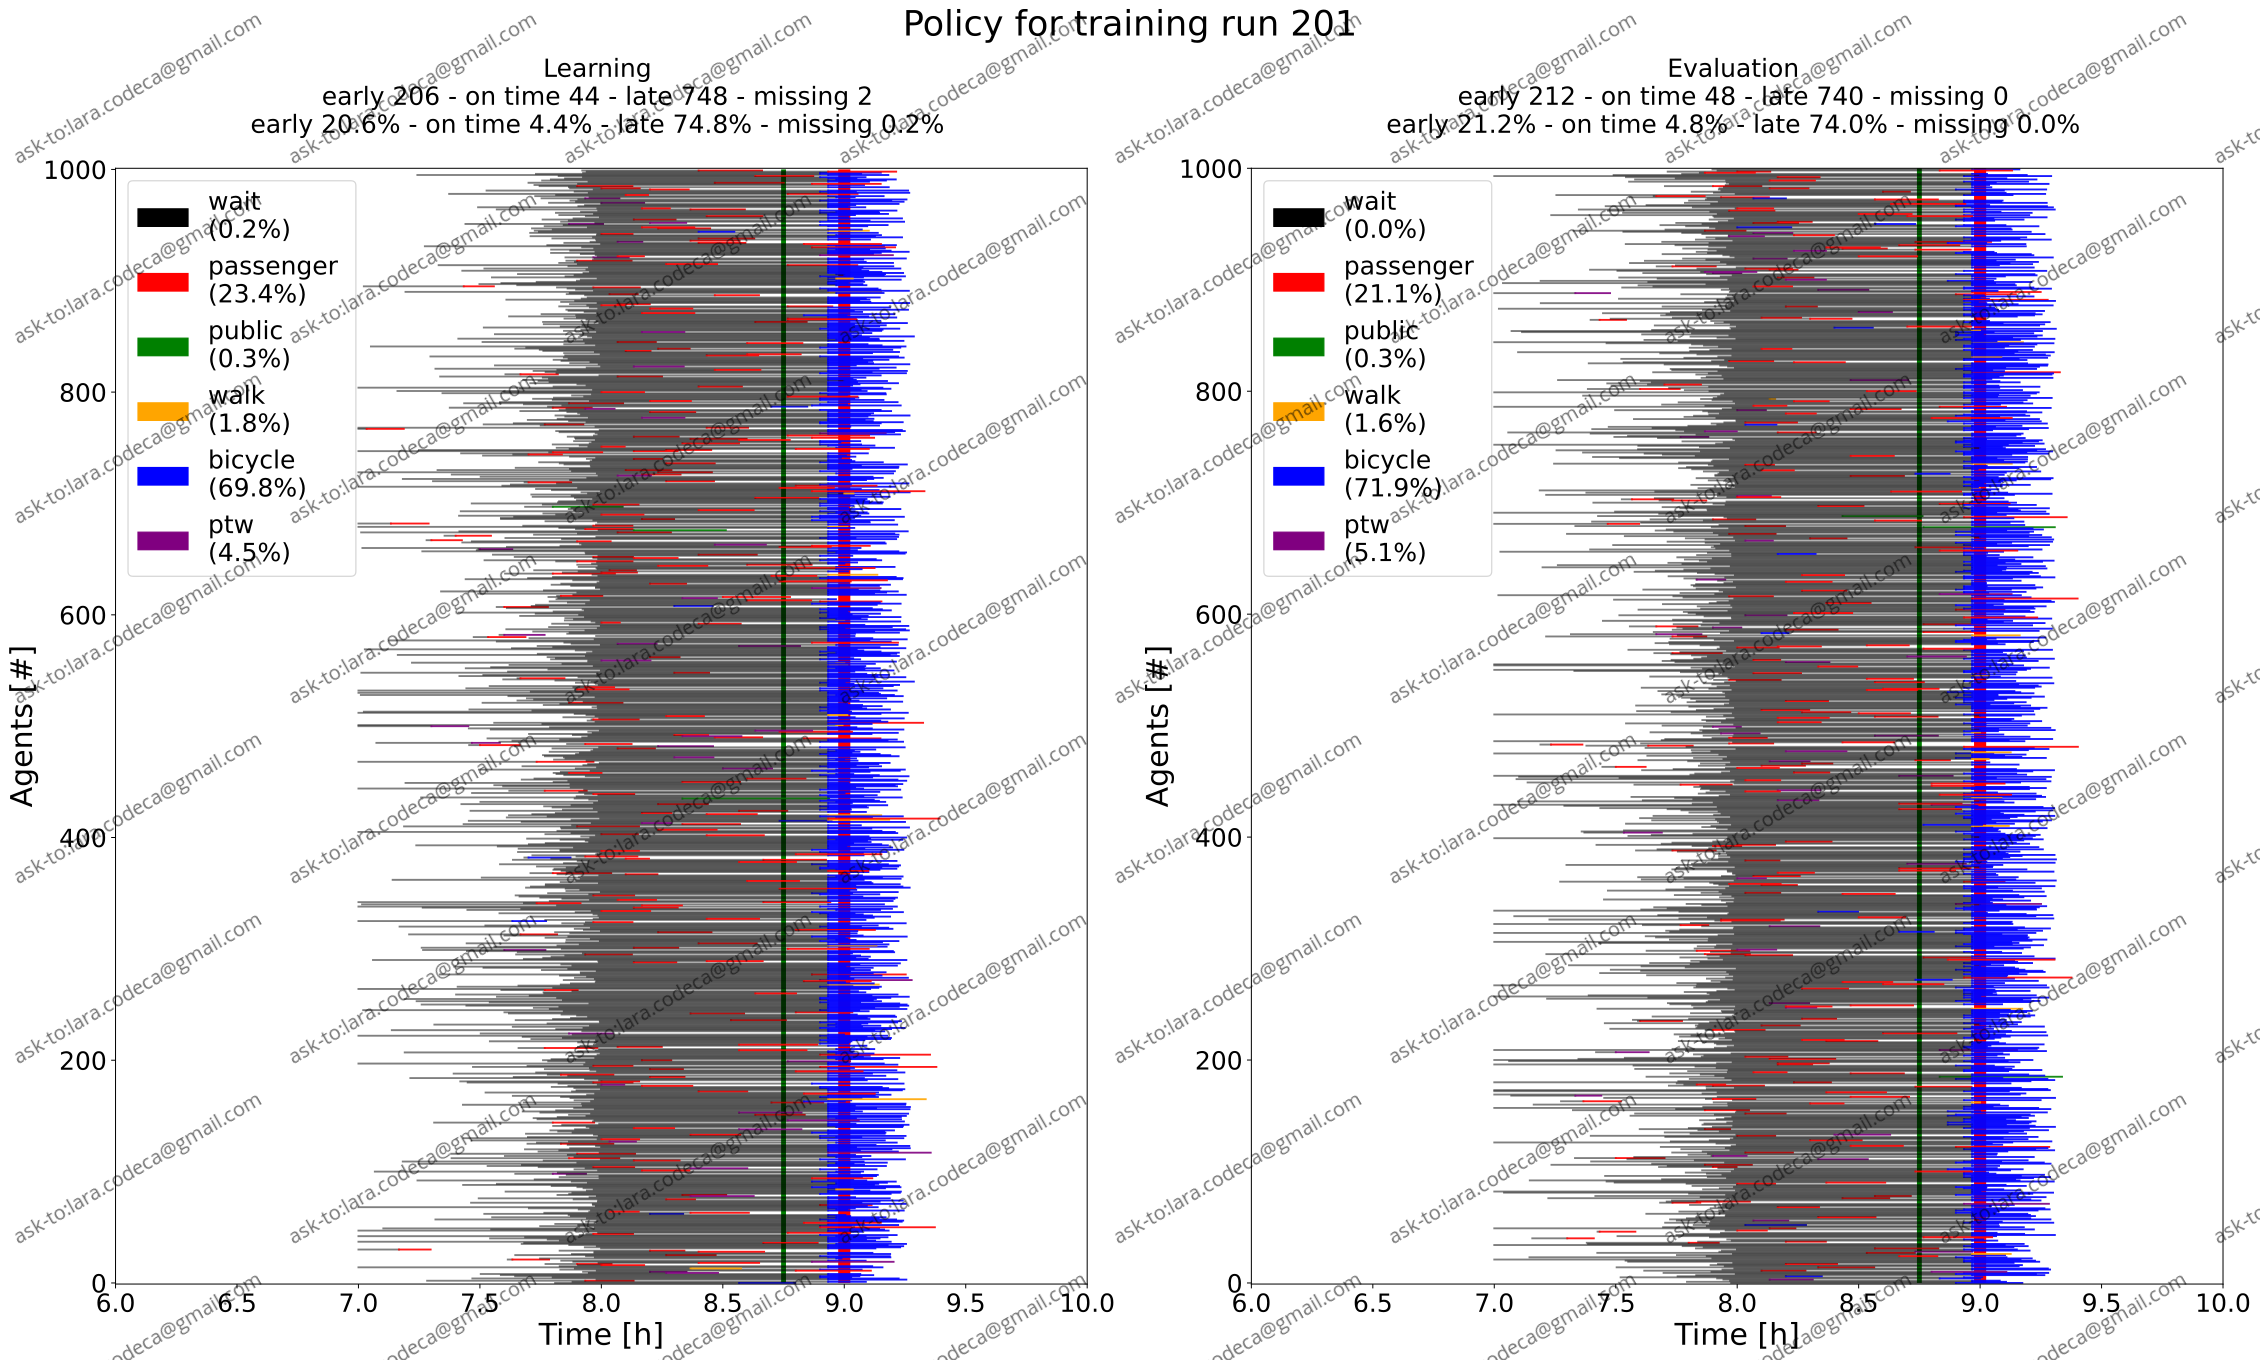 Policy for training run 201
Learning
early 206 - on time 44 - late 748 - missing 2
early 20.6% - on time 4.4% - late 74.8% - missing 0.2%
1000
800
600
400
200
0
Agents [#]
wait
(0.2%)
passenger
(23.4%)
public
(0.3%)
walk
(1.8%)
bicycle
(69.8%)
ptw
(4.5%)
6.0 6.5 7.0 7.5 8.0 8.5 9.0 9.5 10.0
Time [h]
Evaluation
early 212 - on time 48 - late 740 - missing 0
early 21.2% - on time 4.8% - late 74.0% - missing 0.0%
1000
800
600
400
200
0
Agents [#]
wait
(0.0%)
passenger
(21.1%)
public
(0.3%)
walk
(1.6%)
bicycle
(71.9%)
ptw
(5.1%)
6.0 6.5 7.0 7.5 8.0 8.5 9.0 9.5 10.0
Time [h]
ask-to:lara.codeca@gmail.com